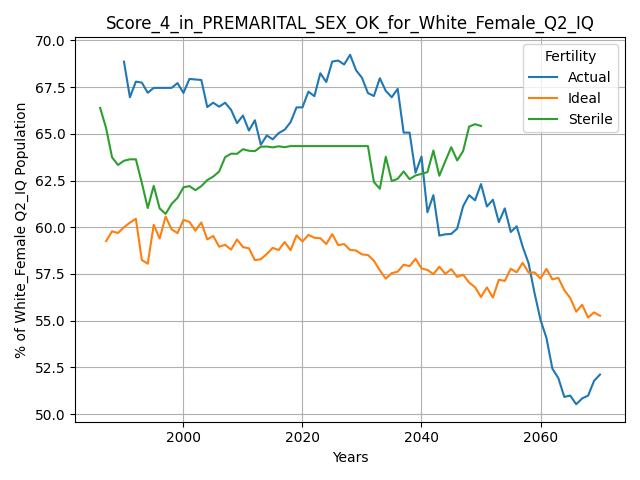 Score_4_in_PREMARITAL_SEX_OK_for_White_Female_Q2_IQ
% of White_Female Q2_IQ Population
70.0
67.5
65.0
62.5
60.0
57.5
55.0
52.5
50.0
Fertility
Actual
Ideal
Sterile
2000
2020
2040
2060
Years